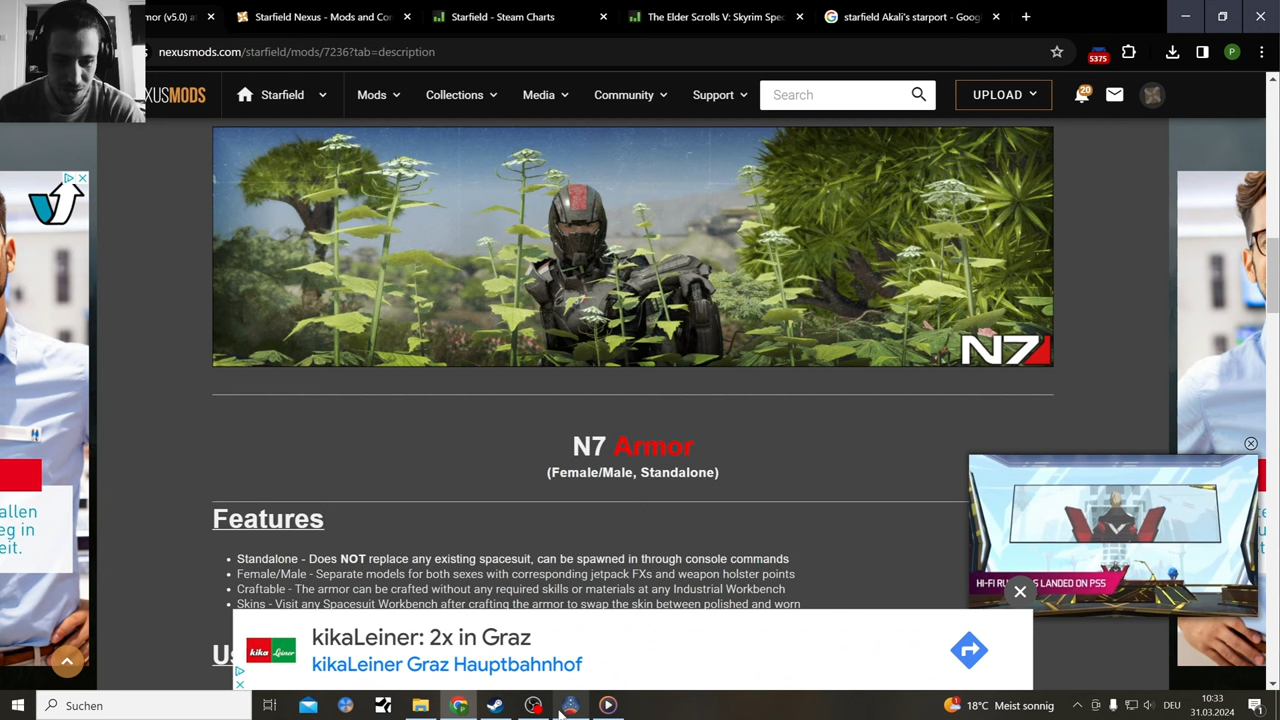 mor (v5.0) a
Starfield Nexus - Mods and Con
Starfield - Steam Charts
The Elder Scrolls V: Skyrim Spec
starfield Akali's starport - Goog
nexusmods.com/starfield/mods/7236?tab=description
5375
P
XUSMODS
Starfield
Mods
Collections
Media
Community
Support
Search
UPLOAD
20
N7
N7 Armor
(Female/Male, Standalone)
Features
Standalone - Does NOT replace any existing spacesuit, can be spawned in through console commands
Female/Male - Separate models for both sexes with corresponding jetpack FXs and weapon holster points
Craftable - The armor can be crafted without any required skills or materials at any Industrial Workbench
Skins - Visit any Spacesuit Workbench after crafting the armor to swap the skin between polished and worn
Us
allen
eg in
eit.
HI-FI RU
S LANDED ON PS5
kika Leiner
kikaLeiner: 2x in Graz
kikaLeiner Graz Hauptbahnhof
Suchen
18°C Meist sonnig
DEU
10:33
31.03.2024
1